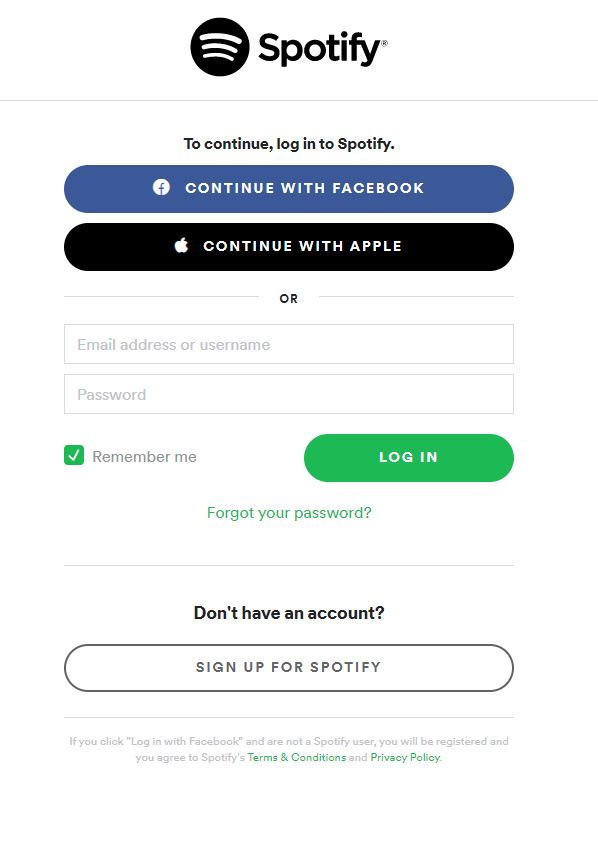 Spotify®
To continue, log in to Spotify.
CONTINUE WITH FACEBOOK
CONTINUE WITH APPLE
OR
Email address or username
Password
Remember me
LOG IN
Forgot your password?
Don't have an account?
SIGN UP FOR SPOTIFY
If you click "Log in with Facebook" and are not a Spotify user, you will be registered and
you agree to Spotify's Terms & Conditions and Privacy Policy.